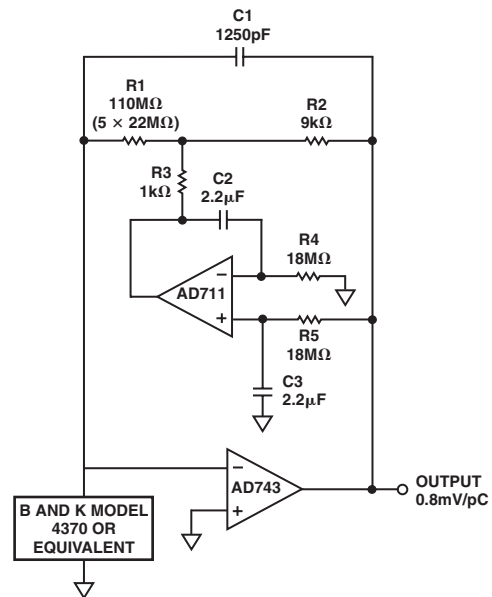 C1
1250pF
R1
110MΩ
(5 × 22MΩ)
R2
9kΩ
R3
1kΩ
C2
2.2µF
R4
18MΩ
–
AD711
+
R5
18MΩ
C3
2.2µF
–
AD743
+
OUTPUT
0.8mV/pC
B AND K MODEL
4370 OR
EQUIVALENT